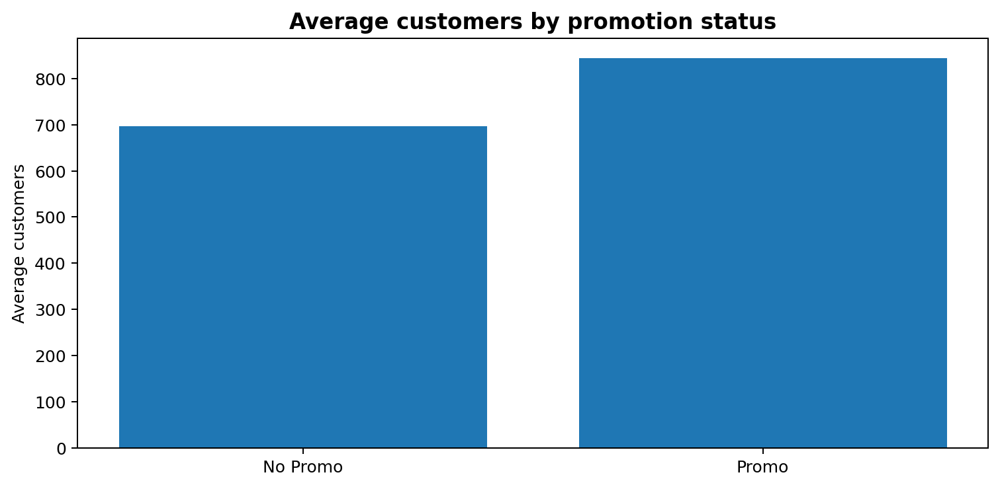 Average customers by promotion status
Average customers
800
700
600
500
400
300
200
100
0
No Promo
Promo